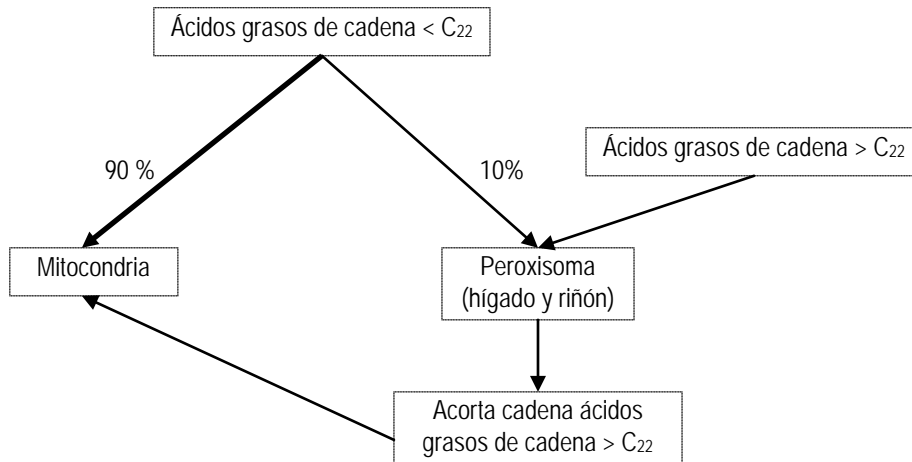 Ácidos grasos de cadena < C₂₂
Ácidos grasos de cadena > C₂₂
90 %
10%
Mitocondria
Peroxisoma
(hígado y riñón)
Acorta cadena ácidos
grasos de cadena > C₂₂